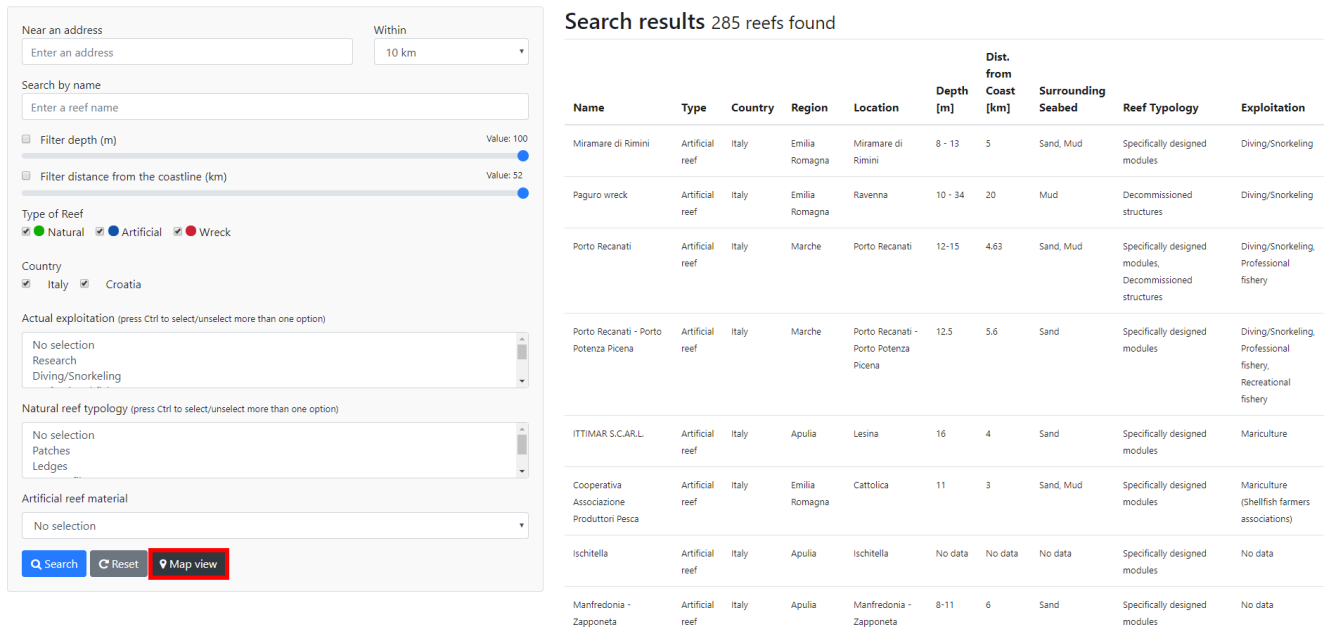 Near an address
Within
Enter an address
10 km
Search by name
Enter a reef name
Filter depth (m)
Value: 100
Filter distance from the coastline (km)
Value: 52
Type of Reef
Natural
Artificial
Wreck
Country
Italy
Croatia
Actual exploitation (press Ctrl to select/unselect more than one option)
No selection
Research
Diving/Snorkeling
Natural reef typology (press Ctrl to select/unselect more than one option)
No selection
Patches
Ledges
Artificial reef material
No selection
Search
Reset
Map view
Search results 285 reefs found
Dist.
from
Depth Coast Surrounding
Name Type Country Region Location [m] [km] Seabed Reef Typology Exploitation
Miramare di Rimini Artificial Italy Emilia Miramare di 8 - 13 5 Sand, Mud Specifically designed Diving/Snorkeling
reef Romagna Rimini modules
Paguro wreck Artificial Italy Emilia Ravenna 10 - 34 20 Mud Decommissioned Diving/Snorkeling
reef Romagna structures
Porto Recanati Artificial Italy Marche Porto Recanati 12-15 4.63 Sand, Mud Specifically designed Diving/Snorkeling,
reef modules, Professional
Decommissioned fishery
structures
Porto Recanati - Porto Artificial Italy Marche Porto Recanati - 12.5 5.6 Sand Specifically designed Diving/Snorkeling,
Potenza Picena reef Porto Potenza modules Professional
Picena fishery,
Recreational
fishery
ITTIMAR S.C.AR.L. Artificial Italy Apulia Lesina 16 4 Sand Specifically designed Mariculture
reef modules
Cooperativa Artificial Italy Emilia Cattolica 11 3 Sand, Mud Specifically designed Mariculture
Associazione reef Romagna modules (Shellfish farmers
Produttori Pesca associations)
Ischitella Artificial Italy Apulia Ischitella No data No data No data Specifically designed No data
reef modules
Manfredonia - Artificial Italy Apulia Manfredonia - 8-11 6 Sand Specifically designed No data
Zapponeta reef Zapponeta modules